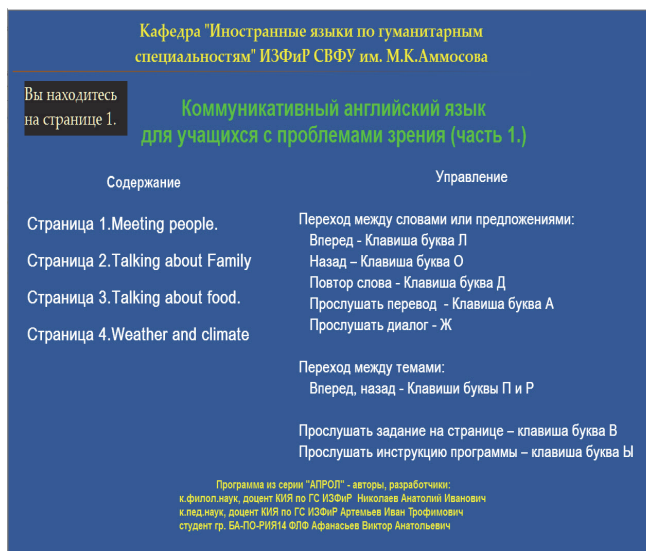 Кафедра "Иностранные языки по гуманитарным
специальностям" ИЗФиР СВФУ им. М.К.Аммосова
Вы находитесь
на странице 1.
Коммуникативный английский язык
для учащихся с проблемами зрения (часть 1.)
Содержание
Страница 1.Meeting people.
Страница 2.Talking about Family
Страница 3.Talking about food.
Страница 4.Weather and climate
Управление
Переход между словами или предложениями:
Вперед - Клавиша буква Л
Назад – Клавиша буква О
Повтор слова - Клавиша буква Д
Прослушать перевод - Клавиша буква А
Прослушать диалог - Ж
Переход между темами:
Вперед, назад - Клавиши буквы П и Р
Прослушать задание на странице – клавиша буква В
Прослушать инструкцию программы – клавиша буква Ы
Программа из серии "АПРОЛ" - авторы, разработчики:
к.филол.наук, доцент КИЯ по ГС ИЗФиР Николаев Анатолий Иванович
к.пед.наук, доцент КИЯ по ГС ИЗФиР Артемьев Иван Трофимович
студент гр. БА-ПО-РИЯ14 ФЛФ Афанасьев Виктор Анатольевич